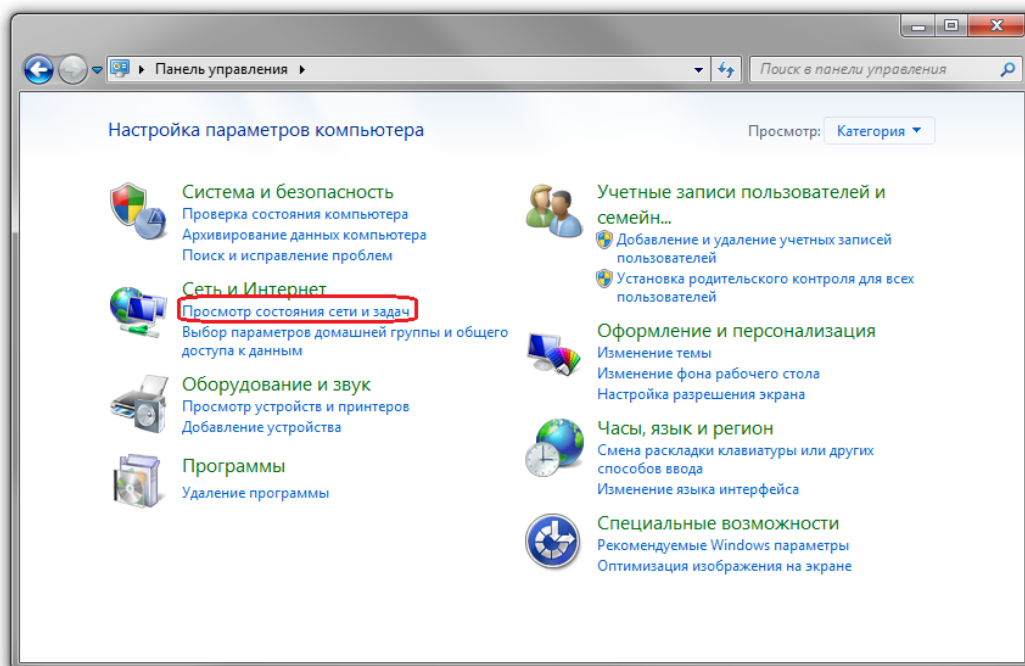 Панель управления
Поиск в панели управления
Настройка параметров компьютера
Просмотр: Категория
Система и безопасность
Проверка состояния компьютера
Архивирование данных компьютера
Поиск и исправление проблем
Сеть и Интернет
Просмотр состояния сети и задач
Выбор параметров домашней группы и общего
доступа к данным
Оборудование и звук
Просмотр устройств и принтеров
Добавление устройства
Программы
Удаление программы
Учетные записи пользователей и
семейн...
Добавление и удаление учетных записей
пользователей
Установка родительского контроля для всех
пользователей
Оформление и персонализация
Изменение темы
Изменение фона рабочего стола
Настройка разрешения экрана
Часы, язык и регион
Смена раскладки клавиатуры или других
способов ввода
Изменение языка интерфейса
Специальные возможности
Рекомендуемые Windows параметры
Оптимизация изображения на экране